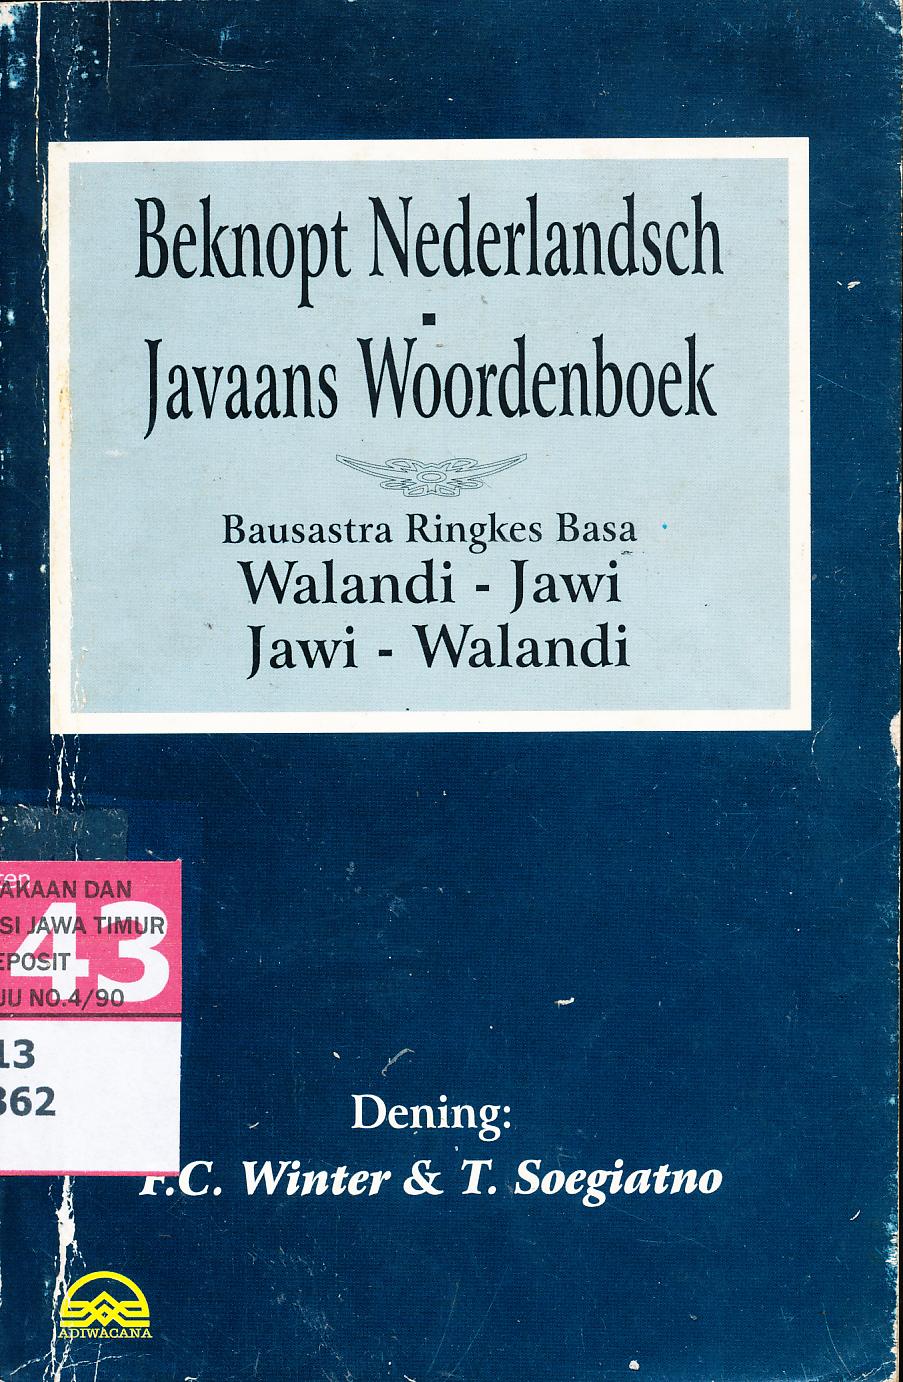 Beknopt Nederlandsch
-
Javaans Woordenboek
Bausastra Ringkes Basa
Walandi - Jawi
Jawi - Walandi
AKAAN DAN
SI JAWA TIMUR
43
EPOSIT
NO.4/90
13
362
Dening:
F.C. Winter & T. Soegiatno
ADIWACANA